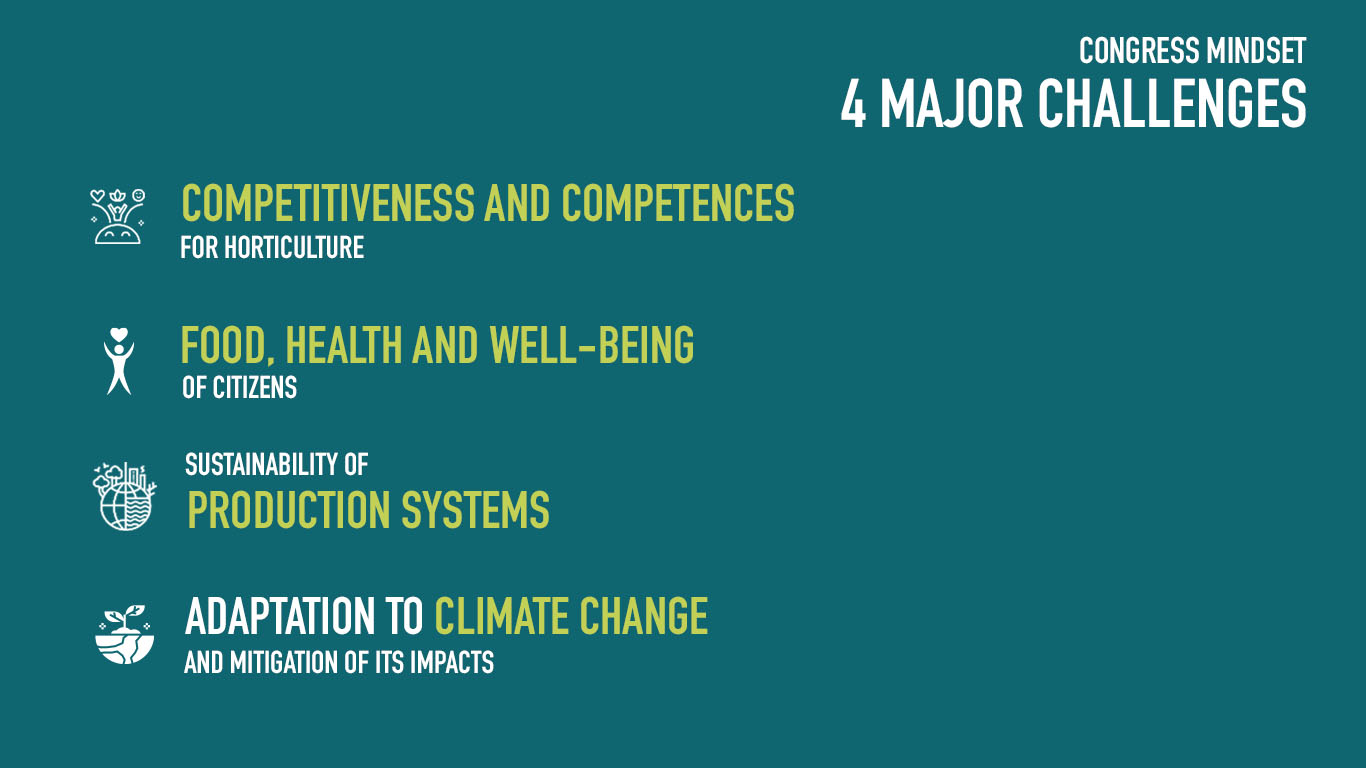 CONGRESS MINDSET
4 MAJOR CHALLENGES
COMPETITIVENESS AND COMPETENCES
FOR HORTICULTURE
FOOD, HEALTH AND WELL-BEING
OF CITIZENS
SUSTAINABILITY OF
PRODUCTION SYSTEMS
ADAPTATION TO CLIMATE CHANGE
AND MITIGATION OF ITS IMPACTS